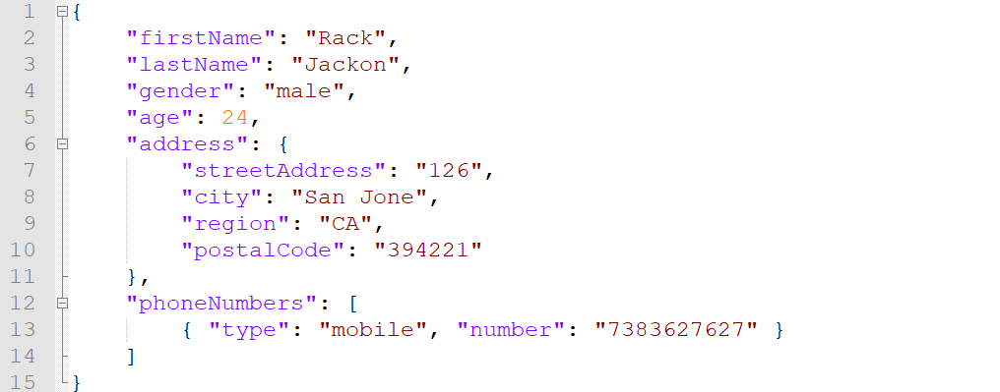 1 {
2 "firstName": "Rack",
3 "lastName": "Jackon",
4 "gender": "male",
5 "age": 24,
6 "address": {
7 "streetAddress": "126",
8 "city": "San Jone",
9 "region": "CA",
10 "postalCode": "394221"
11 },
12 "phoneNumbers": [
13 { "type": "mobile", "number": "7383627627" }
14 ]
15 }